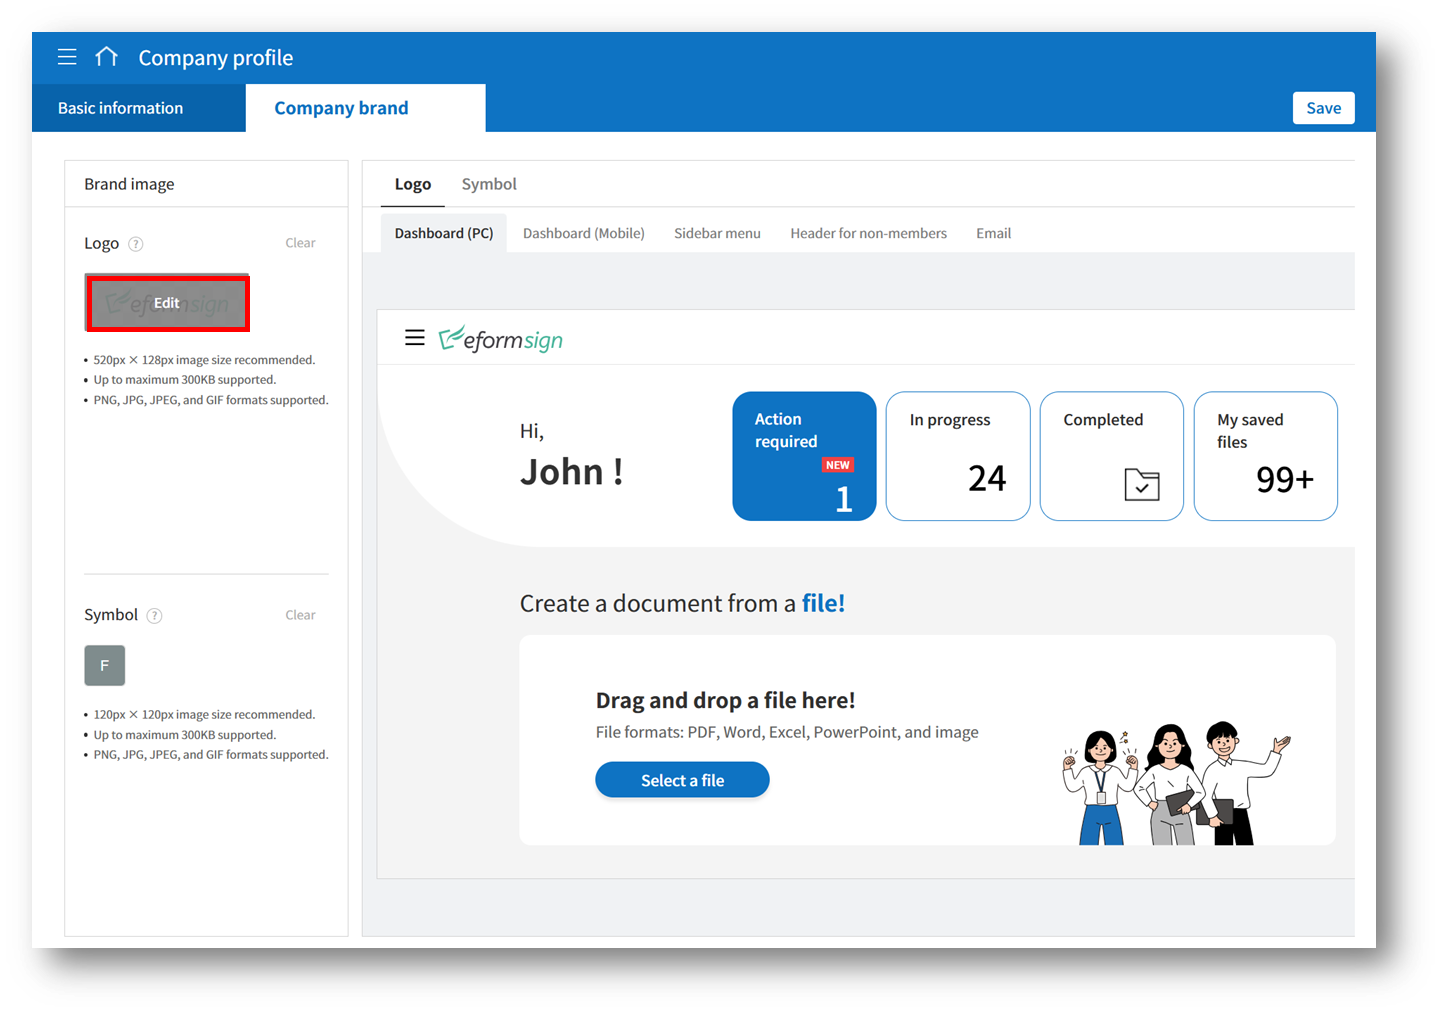 Company profile
Basic information
Company brand
Save
Brand image
Logo ?
Clear
eformsign
Edit
• 520px × 128px image size recommended.
• Up to maximum 300KB supported.
• PNG, JPG, JPEG, and GIF formats supported.
Symbol ?
Clear
F
• 120px × 120px image size recommended.
• Up to maximum 300KB supported.
• PNG, JPG, JPEG, and GIF formats supported.
Logo
Symbol
Dashboard (PC)
Dashboard (Mobile)
Sidebar menu
Header for non-members
Email
eformsign
Hi,
John !
Action
required
NEW
1
In progress
24
Completed
My saved
files
99+
Create a document from a file!
Drag and drop a file here!
File formats: PDF, Word, Excel, PowerPoint, and image
Select a file